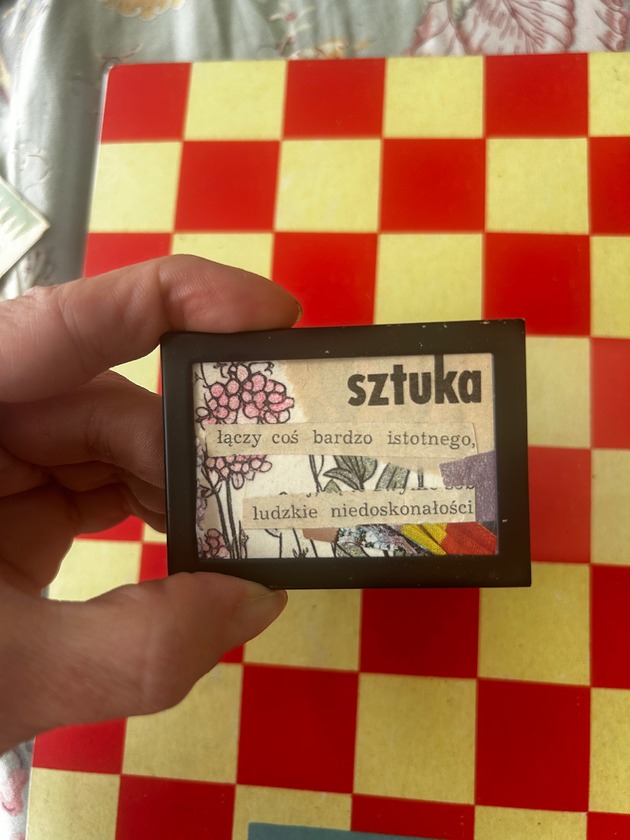 sztuka
łączy coś bardzo istotnego,
ludzkie niedoskonałości